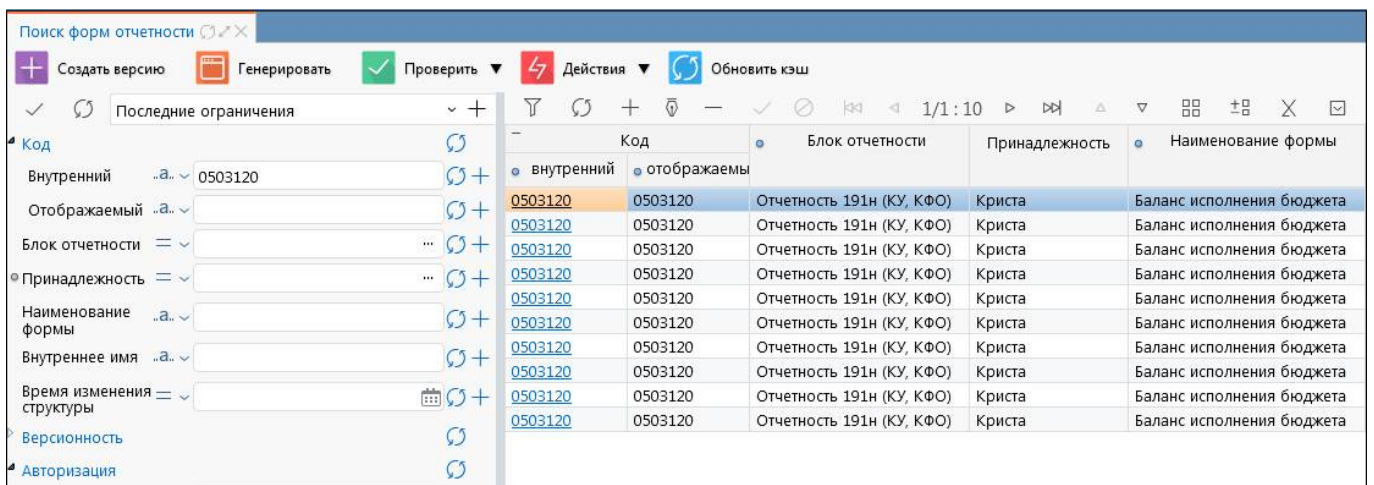 Поиск форм отчетности
Создать версию Генерировать Проверить Действия Обновить кэш
Последние ограничения 1/1 : 10
Код
Внутренний ..a.. 0503120
Отображаемый ..a..
Блок отчетности =
Принадлежность =
Наименование формы ..a..
Внутреннее имя ..a..
Время изменения структуры =
Версионность
Авторизация
Код Блок отчетности Принадлежность Наименование формы
внутренний отображаемы
0503120 0503120 Отчетность 191н (КУ, КФО) Криста Баланс исполнения бюджета
0503120 0503120 Отчетность 191н (КУ, КФО) Криста Баланс исполнения бюджета
0503120 0503120 Отчетность 191н (КУ, КФО) Криста Баланс исполнения бюджета
0503120 0503120 Отчетность 191н (КУ, КФО) Криста Баланс исполнения бюджета
0503120 0503120 Отчетность 191н (КУ, КФО) Криста Баланс исполнения бюджета
0503120 0503120 Отчетность 191н (КУ, КФО) Криста Баланс исполнения бюджета
0503120 0503120 Отчетность 191н (КУ, КФО) Криста Баланс исполнения бюджета
0503120 0503120 Отчетность 191н (КУ, КФО) Криста Баланс исполнения бюджета
0503120 0503120 Отчетность 191н (КУ, КФО) Криста Баланс исполнения бюджета
0503120 0503120 Отчетность 191н (КУ, КФО) Криста Баланс исполнения бюджета